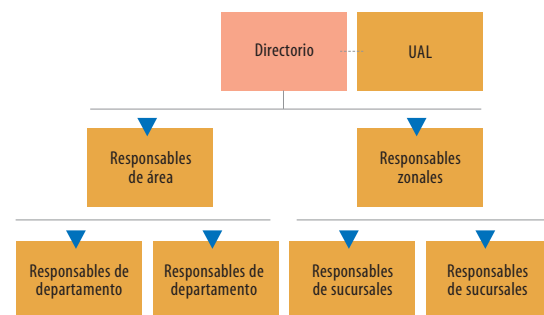 Directorio
UAL
Responsables
de área
Responsables
zonales
Responsables de
departamento
Responsables de
departamento
Responsables
de sucursales
Responsables
de sucursales